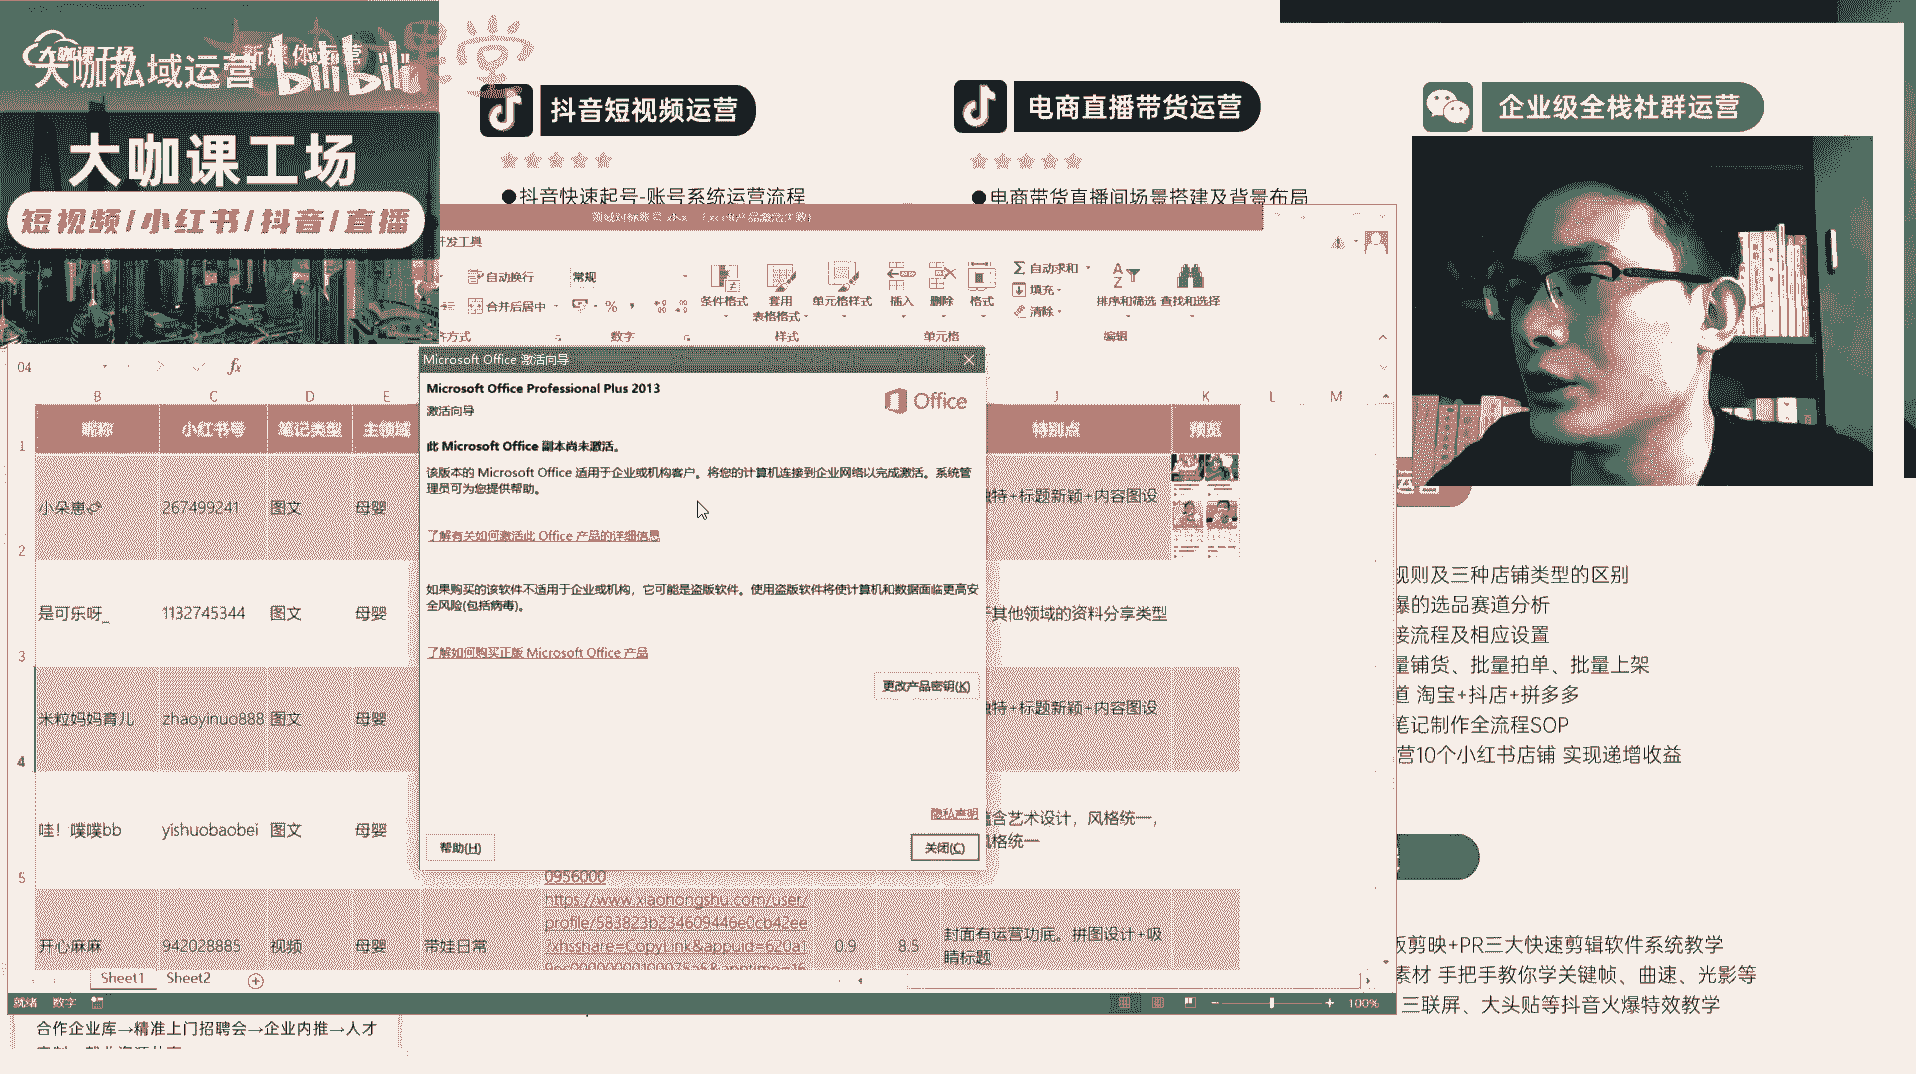 大咖课工场
大咖私域运营
新媒体运营
bilibili
课堂
大咖课工场
短视频/小红书/抖音/直播
抖音短视频运营
●抖音快速起号-账号系统运营流程
电商直播带货运营
●电商带货直播间场景搭建及背景布局
企业级全栈社群运营
开发工具
自动换行
常规
合并后居中
%
条件格式
套用
表格格式
单元格样式
插入
删除
格式
∑ 自动求和
填充
清除
排序和筛选
查找和选择
方式
数字
样式
单元格
编辑
04
fx
B C D E J K L M
1 昵称 小红书号 笔记类型 主领域 特别点 预览
2 267499241 图文 母婴
独特+标题新颖+内容图设
3 是可乐呀_ 1132745344 图文 母婴
其他领域的资料分享类型
4 米粒妈妈育儿 zhaoyinuo888 图文 母婴
独特+标题新颖+内容图设
5 哇！噗噗bb yishuobaobei 图文 母婴
含艺术设计，风格统一，
风格统一
0956000
开心麻麻 942028885 视频 母婴 带娃日常
https://www.xiaohongshu.com/user/
profile/583823b234609446e0cb42ee
?xhsshare=CopyLink&appuid=620a1
0.9 8.5
封面有运营功底。拼图设计+吸
睛标题
Microsoft Office 激活向导
Microsoft Office Professional Plus 2013
激活向导
Office
此 Microsoft Office 副本尚未激活。
该版本的 Microsoft Office 适用于企业或机构客户。将您的计算机连接到企业网络以完成激活。系统管
理员可为您提供帮助。
了解有关如何激活此 Office 产品的详细信息
如果购买的该软件不适用于企业或机构，它可能是盗版软件。使用盗版软件将使计算机和数据面临更高安
全风险(包括病毒)。
了解如何购买正版 Microsoft Office 产品
更改产品密钥(K)
隐私声明
帮助(H)
关闭(C)
Sheet1 Sheet2
就绪 数字
100%
合作企业库→精准上门招聘会→企业内推→人才
运营
规则及三种店铺类型的区别
爆的选品赛道分析
接流程及相应设置
量铺货、批量拍单、批量上架
道 淘宝+抖店+拼多多
笔记制作全流程SOP
营10个小红书店铺 实现递增收益
版剪映+PR三大快速剪辑软件系统教学
素材 手把手教你学关键帧、曲速、光影等
三联屏、大头贴等抖音火爆特效教学